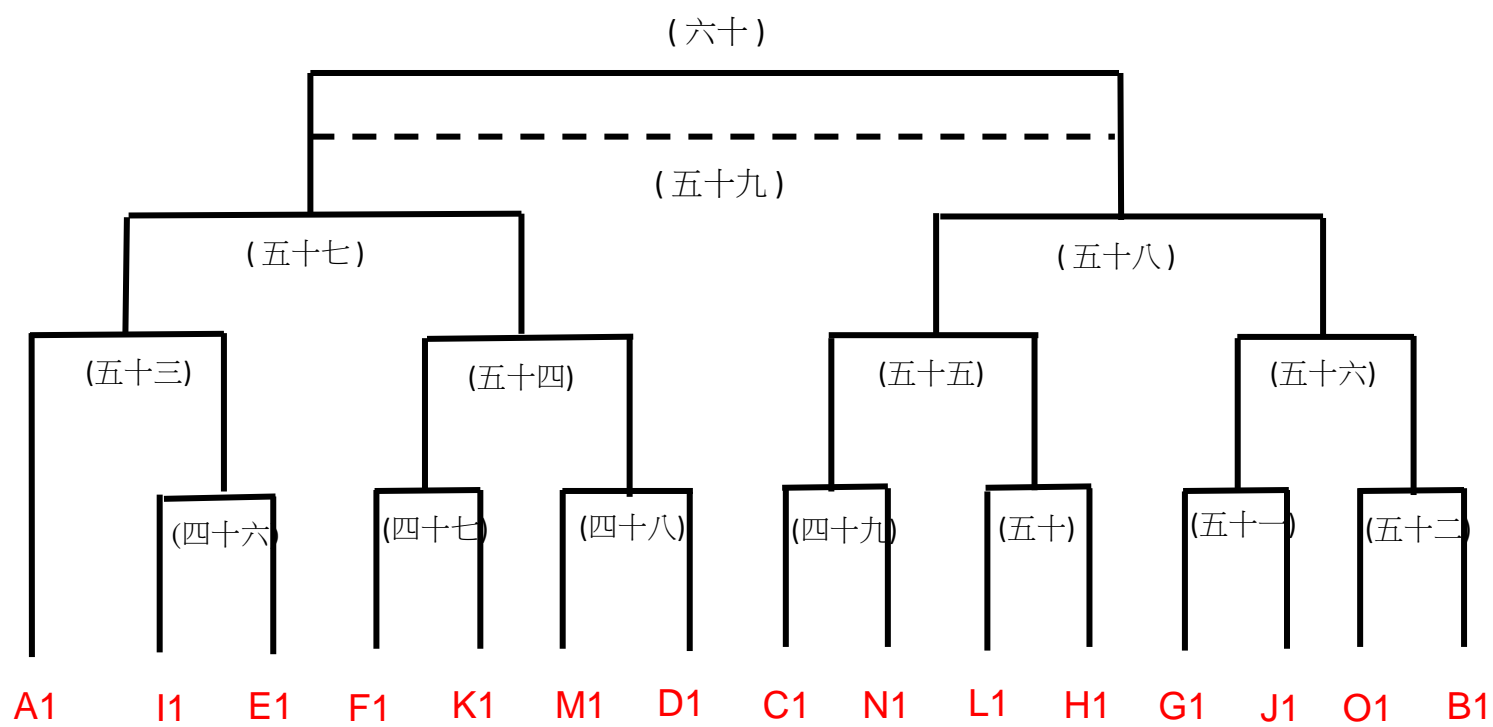 ( 六十 )
( 五十九 )
( 五十七 )
( 五十八 )
(五十三)
(五十四)
(五十五)
(五十六)
(四十六)
(四十七)
(四十八)
(四十九)
(五十)
(五十一)
(五十二)
A1 I1 E1 F1 K1 M1 D1 C1 N1 L1 H1 G1 J1 O1 B1